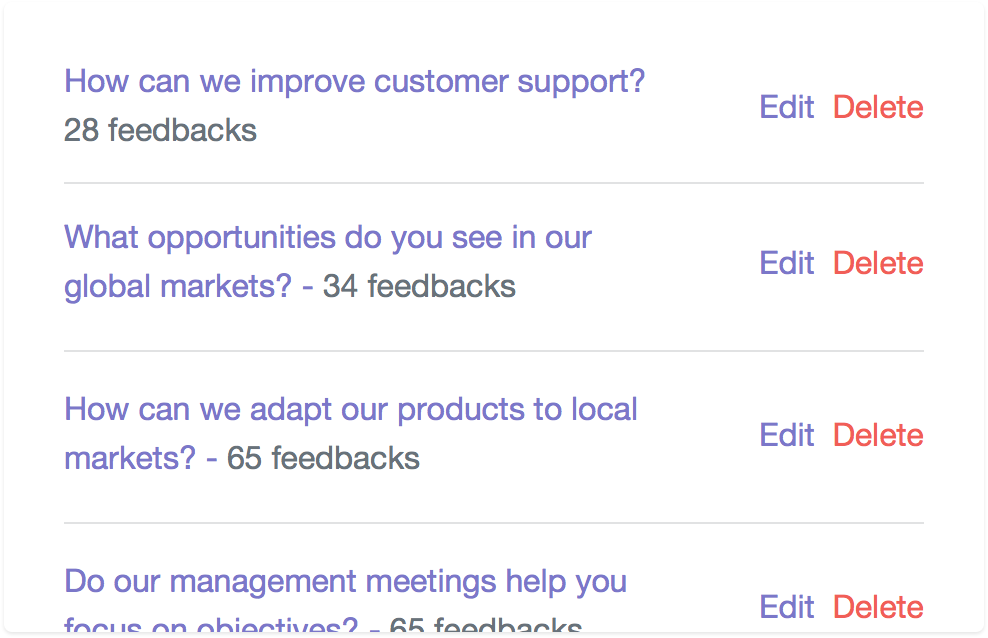 How can we improve customer support?
28 feedbacks
Edit Delete
What opportunities do you see in our
global markets? - 34 feedbacks
Edit Delete
How can we adapt our products to local
markets? - 65 feedbacks
Edit Delete
Do our management meetings help you
focus on objectives? - 65 feedbacks
Edit Delete